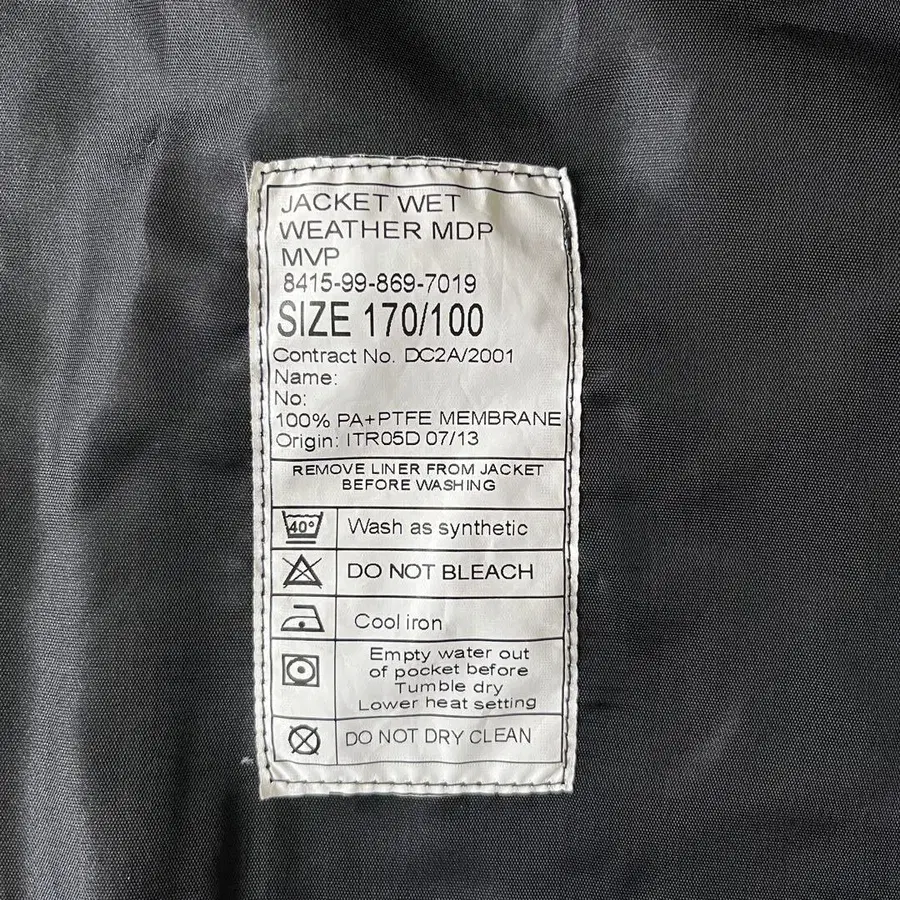 JACKET WET
WEATHER MDP
MVP
8415-99-869-7019
SIZE 170/100
Contract No. DC2A/2001
Name:
No:
100% PA+PTFE MEMBRANE
Origin: ITR05D 07/13
REMOVE LINER FROM JACKET
BEFORE WASHING
40° Wash as synthetic
DO NOT BLEACH
Cool iron
Empty water out
of pocket before
Tumble dry
Lower heat setting
DO NOT DRY CLEAN